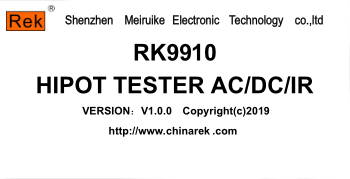 Rek® Shenzhen Meiruike Electronic Technology co.,ltd
RK9910
HIPOT TESTER AC/DC/IR
VERSION：V1.0.0 Copyright(c)2019
http://www.chinarek .com